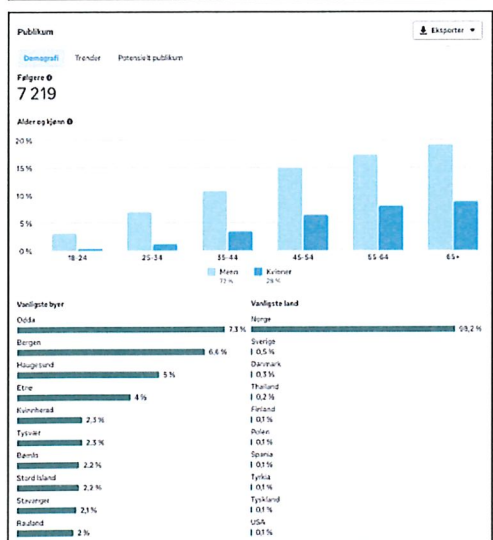 Publikum
Eksporter
Demografi Trender Potensielt publikum
Følgere
7 219
Alder og kjønn
20 %
15 %
10 %
5 %
0 %
18-24 25-34 35-44 45-54 55-64 65+
Menn Kvinner
72 % 28 %
Vanligste byer
Odda
7,3 %
Bergen
6,6 %
Haugesund
5 %
Etne
4 %
Kvinnherad
2,3 %
Tysvær
2,3 %
Bømlo
2,2 %
Stord Island
2,2 %
Stavanger
2,1 %
Rauland
2 %
Vanligste land
Norge
98,2 %
Sverige
0,5 %
Danmark
0,3 %
Thailand
0,2 %
Finland
0,1 %
Polen
0,1 %
Spania
0,1 %
Tyrkia
0,1 %
Tyskland
0,1 %
USA
0,1 %